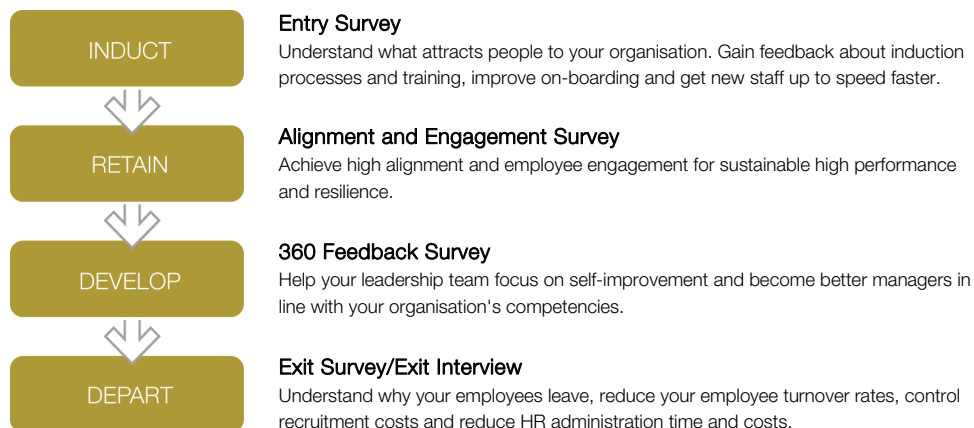 INDUCT
Entry Survey
Understand what attracts people to your organisation. Gain feedback about induction
processes and training, improve on-boarding and get new staff up to speed faster.
RETAIN
Alignment and Engagement Survey
Achieve high alignment and employee engagement for sustainable high performance
and resilience.
DEVELOP
360 Feedback Survey
Help your leadership team focus on self-improvement and become better managers in
line with your organisation's competencies.
DEPART
Exit Survey/Exit Interview
Understand why your employees leave, reduce your employee turnover rates, control
recruitment costs and reduce HR administration time and costs.